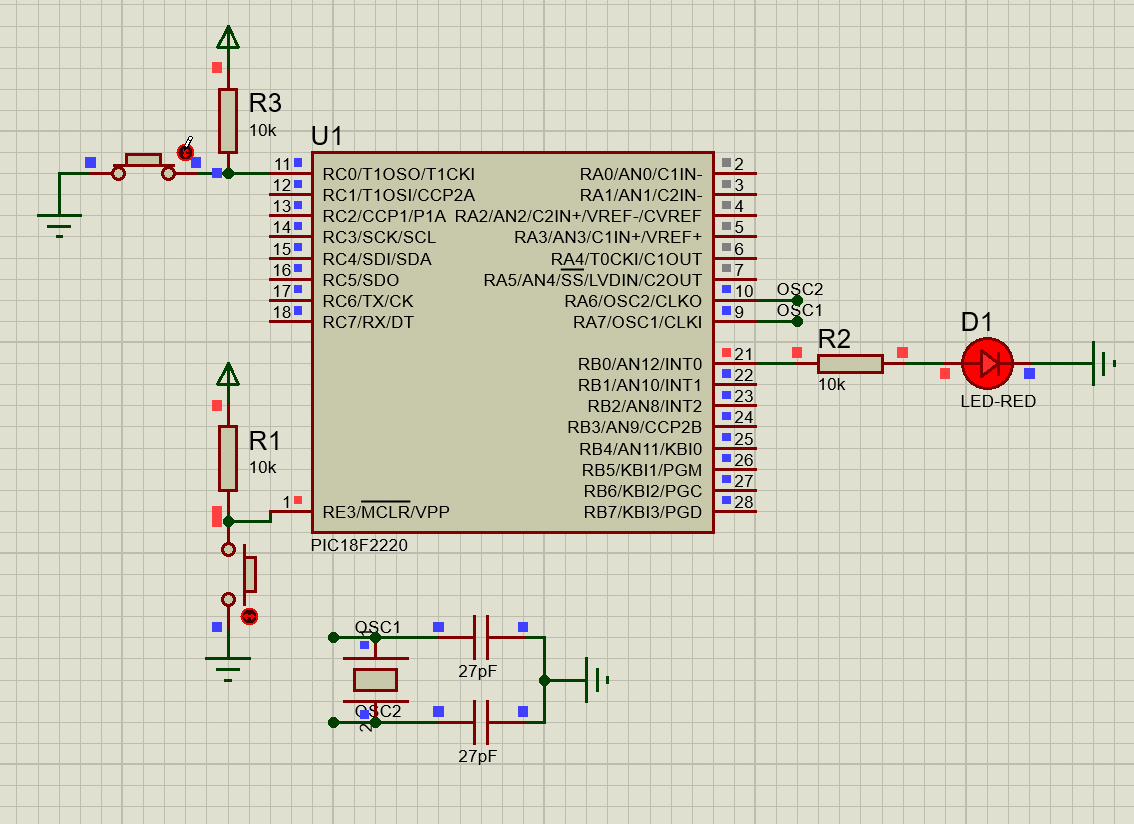 R3
10k
U1
11
RC0/T1OSO/T1CKI
12
RC1/T1OSI/CCP2A
13
RC2/CCP1/P1A
14
RC3/SCK/SCL
15
RC4/SDI/SDA
16
RC5/SDO
17
RC6/TX/CK
18
RC7/RX/DT
1
RE3/MCLR/VPP
RA0/AN0/C1IN-
2
RA1/AN1/C2IN-
3
RA2/AN2/C2IN+/VREF-/CVREF
4
RA3/AN3/C1IN+/VREF+
5
RA4/T0CKI/C1OUT
6
RA5/AN4/SS/LVDIN/C2OUT
7
RA6/OSC2/CLKO
10
RA7/OSC1/CLKI
9
RB0/AN12/INT0
21
RB1/AN10/INT1
22
RB2/AN8/INT2
23
RB3/AN9/CCP2B
24
RB4/AN11/KBI0
25
RB5/KBI1/PGM
26
RB6/KBI2/PGC
27
RB7/KBI3/PGD
28
PIC18F2220
OSC2
OSC1
R2
10k
D1
LED-RED
R1
10k
OSC1
27pF
OSC2
2
27pF